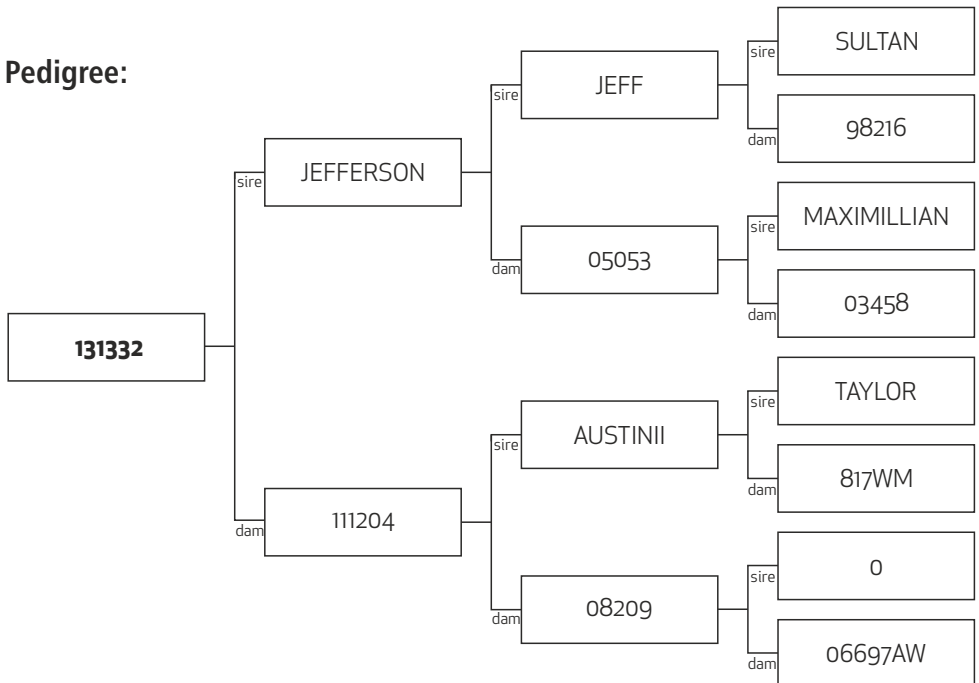 Pedigree:
131332
sire
JEFFERSON
dam
111204
sire
JEFF
dam
05053
sire
AUSTINII
dam
08209
sire
SULTAN
dam
98216
sire
MAXIMILLIAN
dam
03458
sire
TAYLOR
dam
817WM
sire
0
dam
06697AW